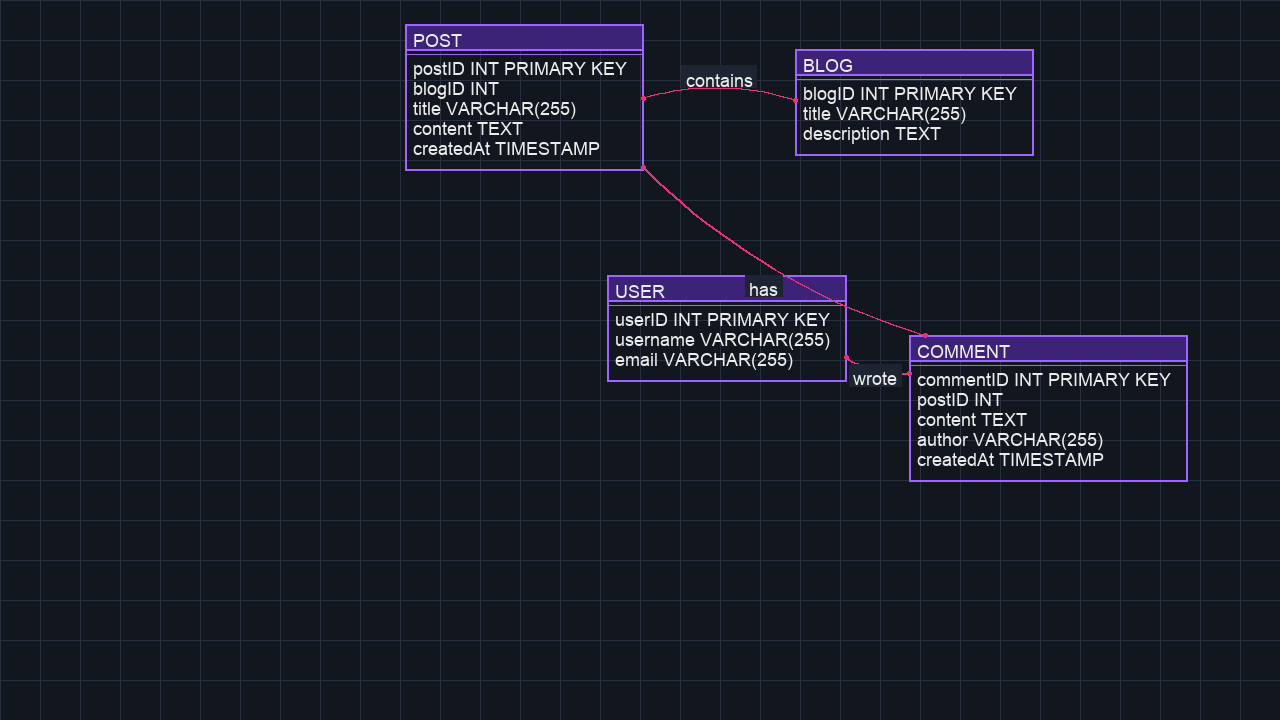 POST
postID INT PRIMARY KEY
blogID INT
title VARCHAR(255)
content TEXT
createdAt TIMESTAMP
contains
BLOG
blogID INT PRIMARY KEY
title VARCHAR(255)
description TEXT
has
USER
userID INT PRIMARY KEY
username VARCHAR(255)
email VARCHAR(255)
wrote
COMMENT
commentID INT PRIMARY KEY
postID INT
content TEXT
author VARCHAR(255)
createdAt TIMESTAMP